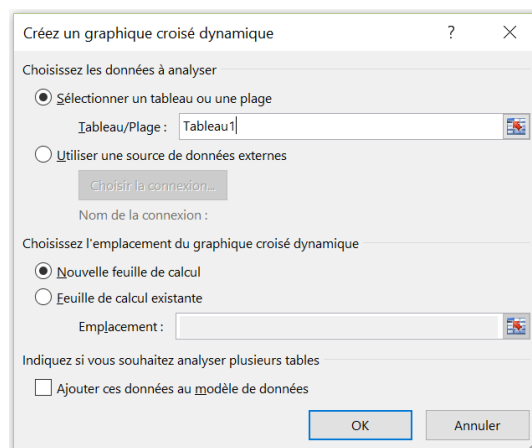 Créez un graphique croisé dynamique ? ×
Choisissez les données à analyser
Sélectionner un tableau ou une plage
Tableau/Plage : Tableau1
Utiliser une source de données externes
Choisir la connexion...
Nom de la connexion :
Choisissez l'emplacement du graphique croisé dynamique
Nouvelle feuille de calcul
Feuille de calcul existante
Emplacement :
Indiquez si vous souhaitez analyser plusieurs tables
Ajouter ces données au modèle de données
OK Annuler